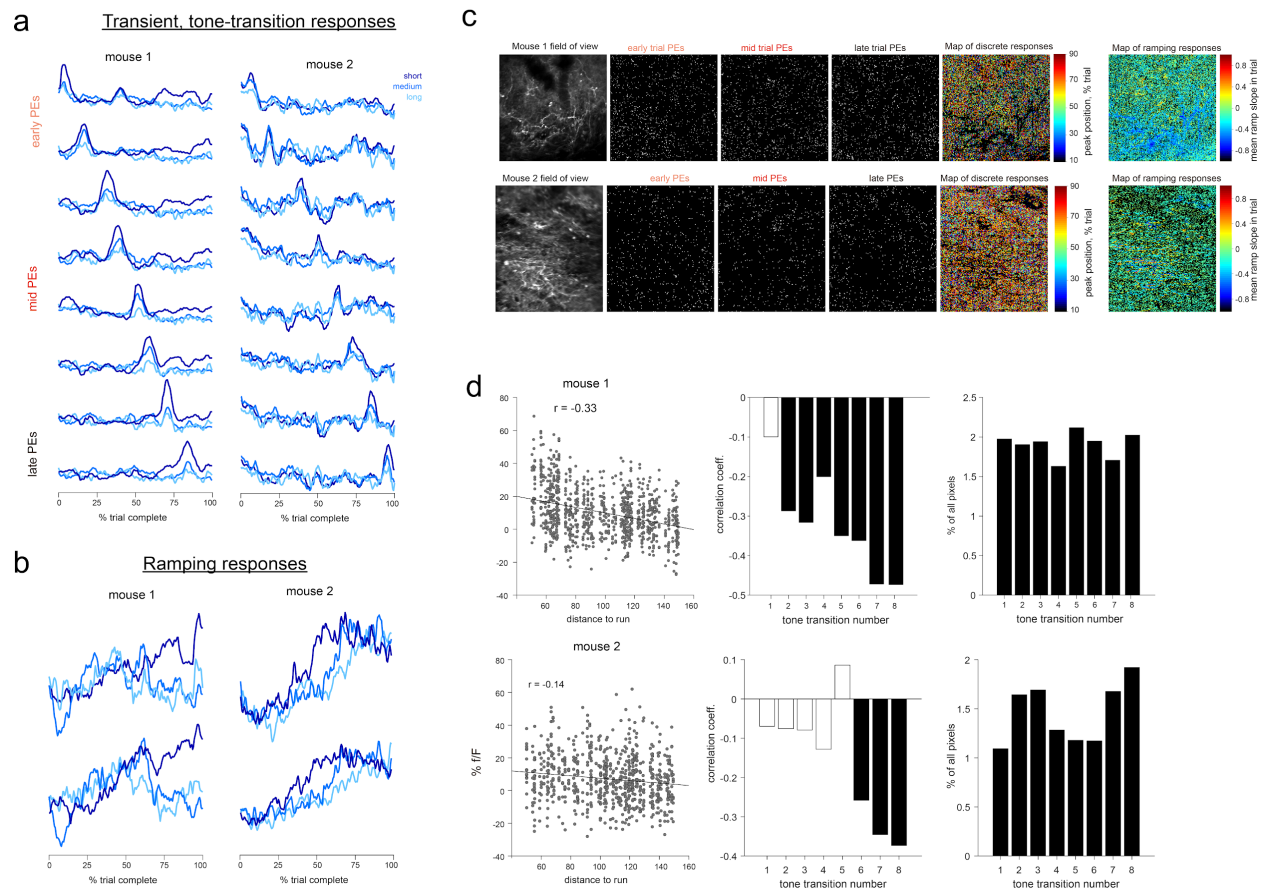 a
Transient, tone-transition responses
mouse 1
mouse 2
short
medium
long
early PEs
mid PEs
late PEs
0 25 50 75 100
% trial complete
0 25 50 75 100
% trial complete
b
Ramping responses
mouse 1
mouse 2
0 50 100
% trial complete
0 50 100
% trial complete
c
Mouse 1 field of view
early trial PEs
mid trial PEs
late trial PEs
Map of discrete responses
90
70
50
30
10
peak position, % trial
Map of ramping responses
0.8
0.4
0
-0.4
-0.8
mean ramp slope in trial
Mouse 2 field of view
early PEs
mid PEs
late PEs
Map of discrete responses
90
70
50
30
10
peak position, % trial
Map of ramping responses
0.8
0.4
0
-0.4
-0.8
mean ramp slope in trial
d
mouse 1
r = -0.33
80
60
40
20
0
-20
-40
60 80 100 120 140 160
distance to run
0
-0.1
-0.2
-0.3
-0.4
-0.5
correlation coeff.
1 2 3 4 5 6 7 8
tone transition number
2.5
2
1.5
1
0.5
0
% of all pixels
1 2 3 4 5 6 7 8
tone transition number
mouse 2
r = -0.14
80
60
40
20
0
-20
-40
% f/F
60 80 100 120 140 160
distance to run
0.1
0
-0.1
-0.2
-0.3
-0.4
correlation coeff.
1 2 3 4 5 6 7 8
tone transition number
2
1.5
1
0.5
0
% of all pixels
1 2 3 4 5 6 7 8
tone transition number